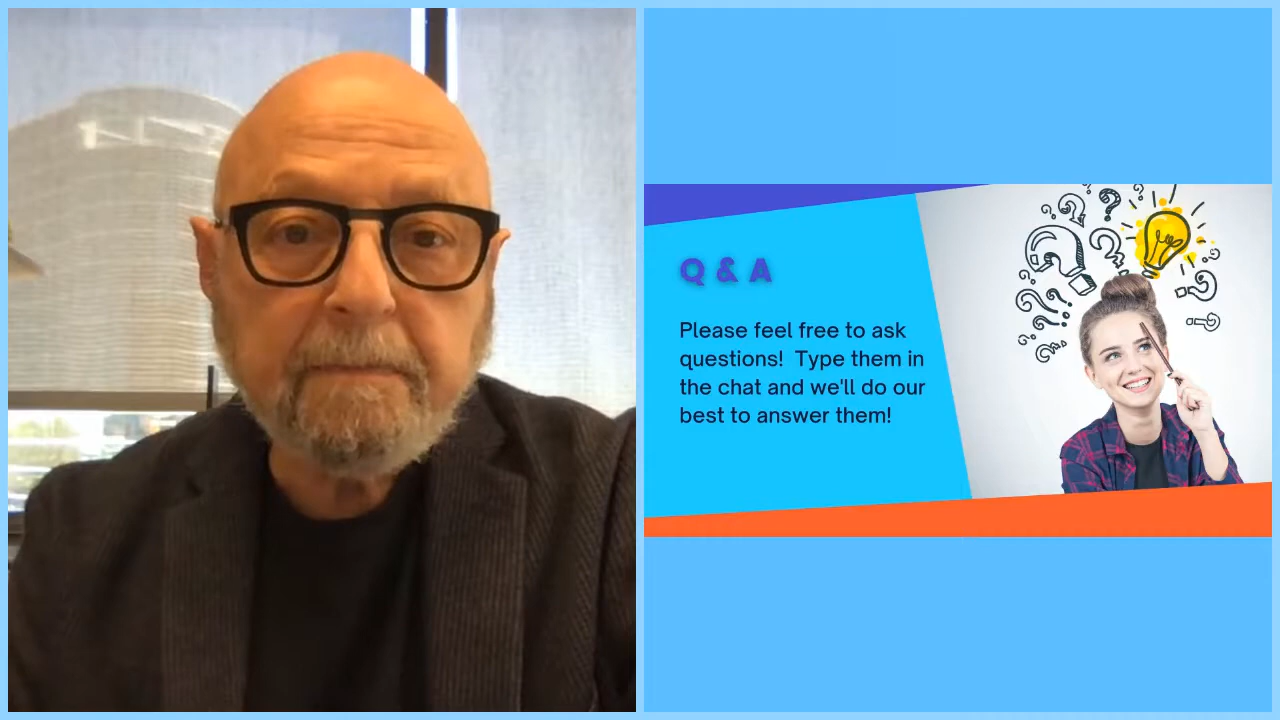 Q & A
Please feel free to ask
questions!  Type them in
the chat and we'll do our
best to answer them!